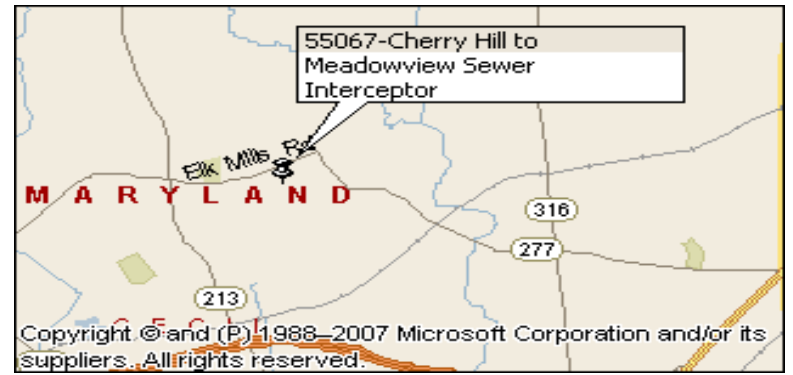 55067-Cherry Hill to
Meadowview Sewer
Interceptor
Elk Mills Rd
MARYLAND
316
277
213
CECIL
Copyright © and (P) 1988–2007 Microsoft Corporation and/or its
suppliers. All rights reserved.